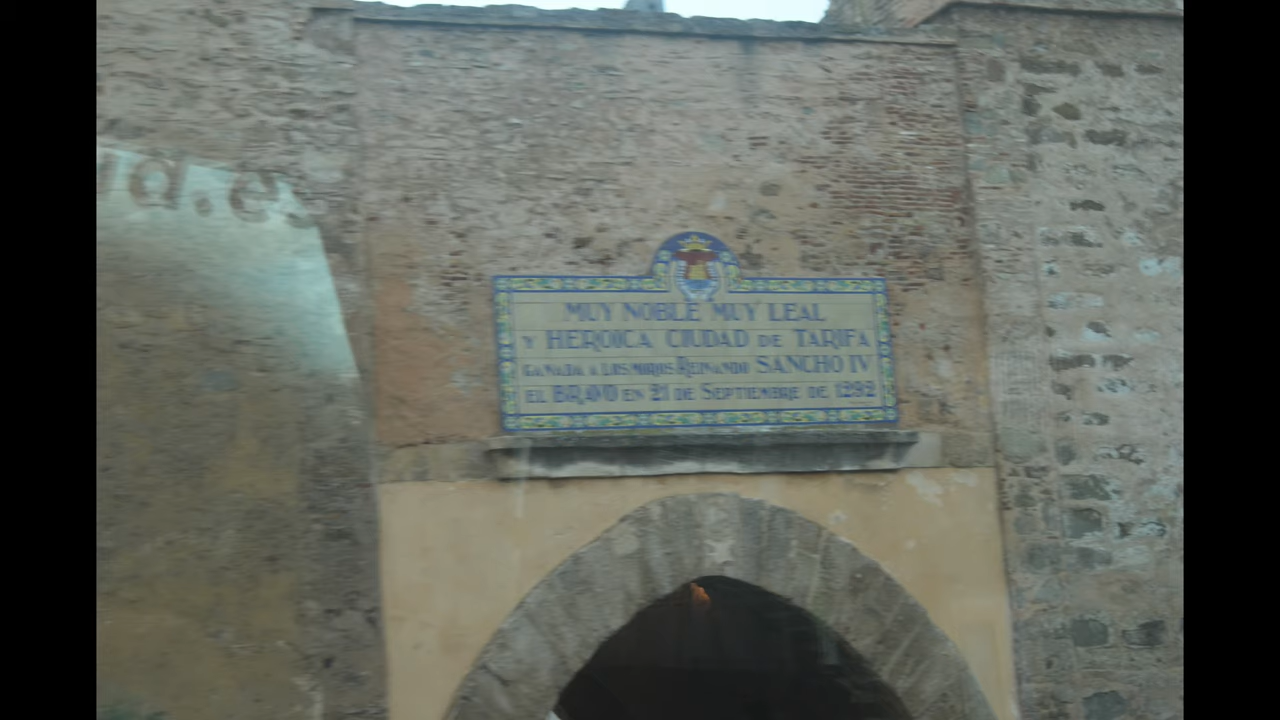 a.es
MUY NOBLE MUY LEAL
Y HEROICA CIUDAD DE TARIFA
GANADA A LOS MOROS REINANDO SANCHO IV
EL BRAVO EN 21 DE SEPTIEMBRE DE 1292